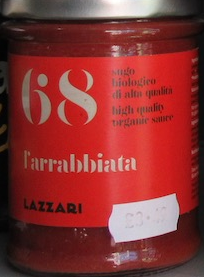 68
sugo
biologico
di alta qualità
high quality
organic sauce
l'arrabbiata
LAZZARI